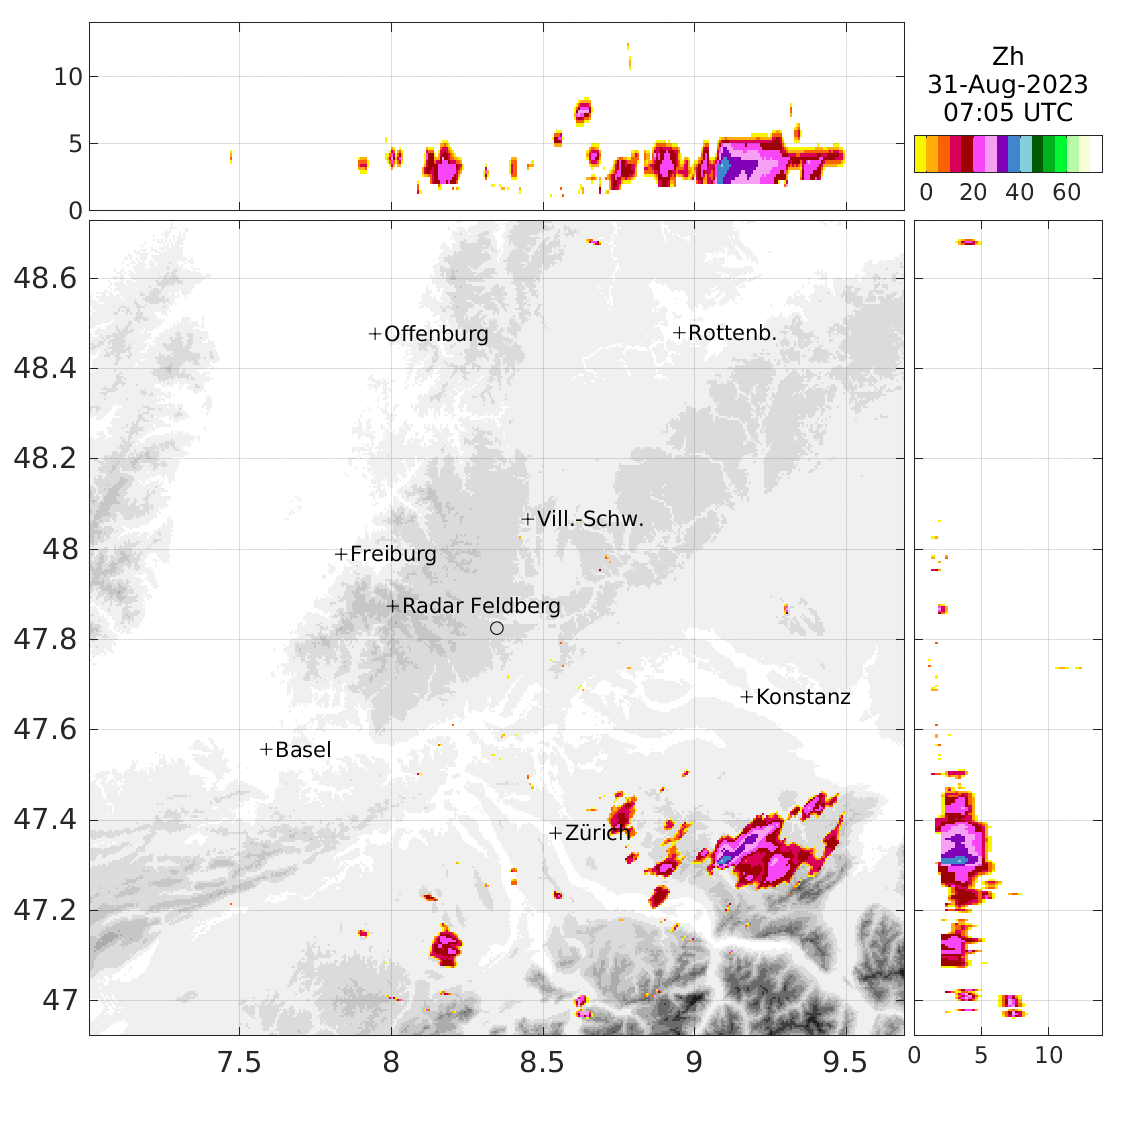 10
5
0
Zh
31-Aug-2023
07:05 UTC
0 20 40 60
48.6
48.4
48.2
48
47.8
47.6
47.4
47.2
47
Offenburg
Rottenb.
Vill.-Schw.
Freiburg
Radar Feldberg
Konstanz
Basel
Zürich
7.5 8 8.5 9 9.5
0 5 10